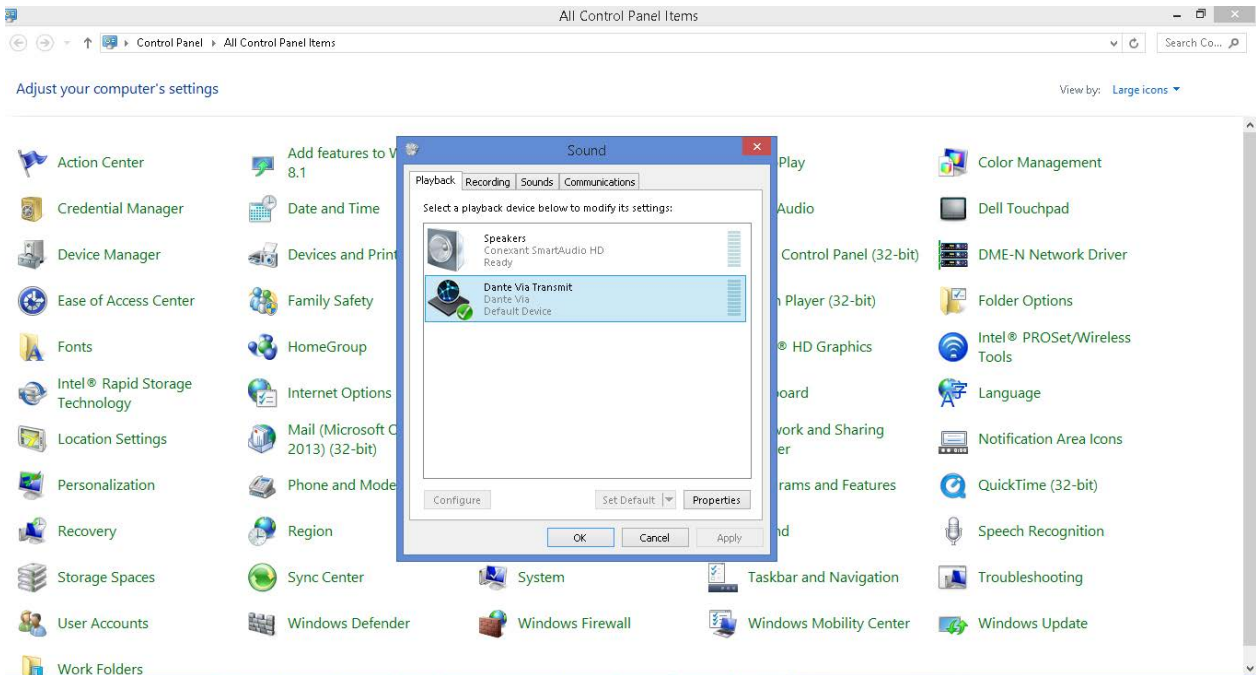 All Control Panel Items
Control Panel All Control Panel Items
Search Co...
Adjust your computer's settings
View by: Large icons
Action Center
Add features to W
8.1
Play
Color Management
Credential Manager
Date and Time
Audio
Dell Touchpad
Device Manager
Devices and Print
Control Panel (32-bit)
DME-N Network Driver
Ease of Access Center
Family Safety
Player (32-bit)
Folder Options
Fonts
HomeGroup
® HD Graphics
Intel® PROSet/Wireless
Tools
Intel® Rapid Storage
Technology
Internet Options
oard
Language
Location Settings
Mail (Microsoft O
2013) (32-bit)
work and Sharing
er
Notification Area Icons
Personalization
Phone and Mode
rams and Features
QuickTime (32-bit)
Recovery
Region
nd
Speech Recognition
Storage Spaces
Sync Center
System
Taskbar and Navigation
Troubleshooting
User Accounts
Windows Defender
Windows Firewall
Windows Mobility Center
Windows Update
Work Folders
Sound
Playback Recording Sounds Communications
Select a playback device below to modify its settings:
Speakers
Conexant SmartAudio HD
Ready
Dante Via Transmit
Dante Via
Default Device
Configure Set Default Properties
OK Cancel Apply